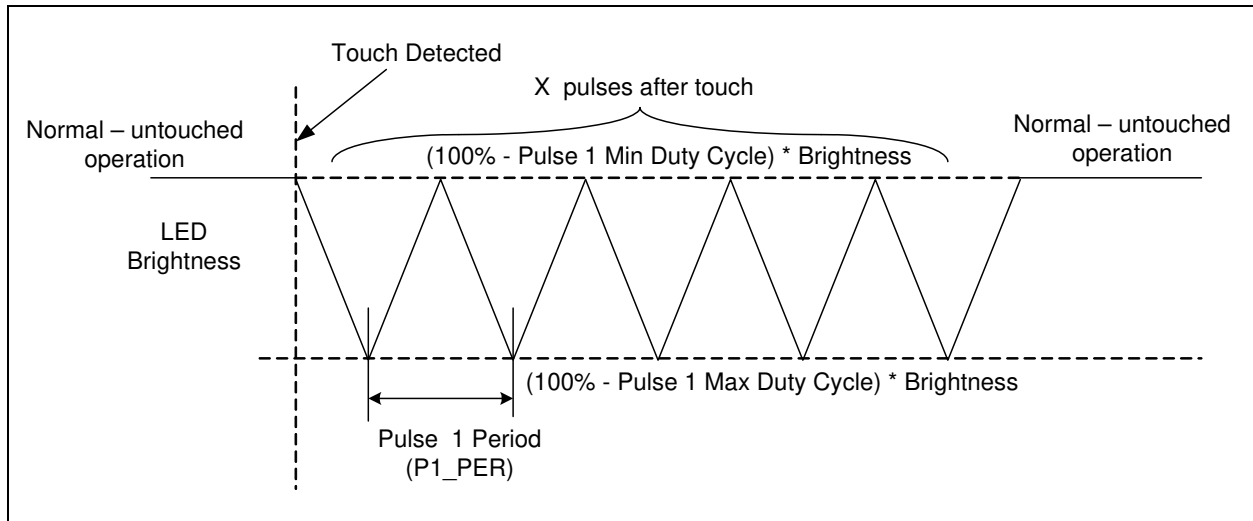 Touch Detected
X pulses after touch
Normal – untouched
operation
Normal – untouched
operation
(100% - Pulse 1 Min Duty Cycle) * Brightness
LED
Brightness
(100% - Pulse 1 Max Duty Cycle) * Brightness
Pulse 1 Period
(P1_PER)